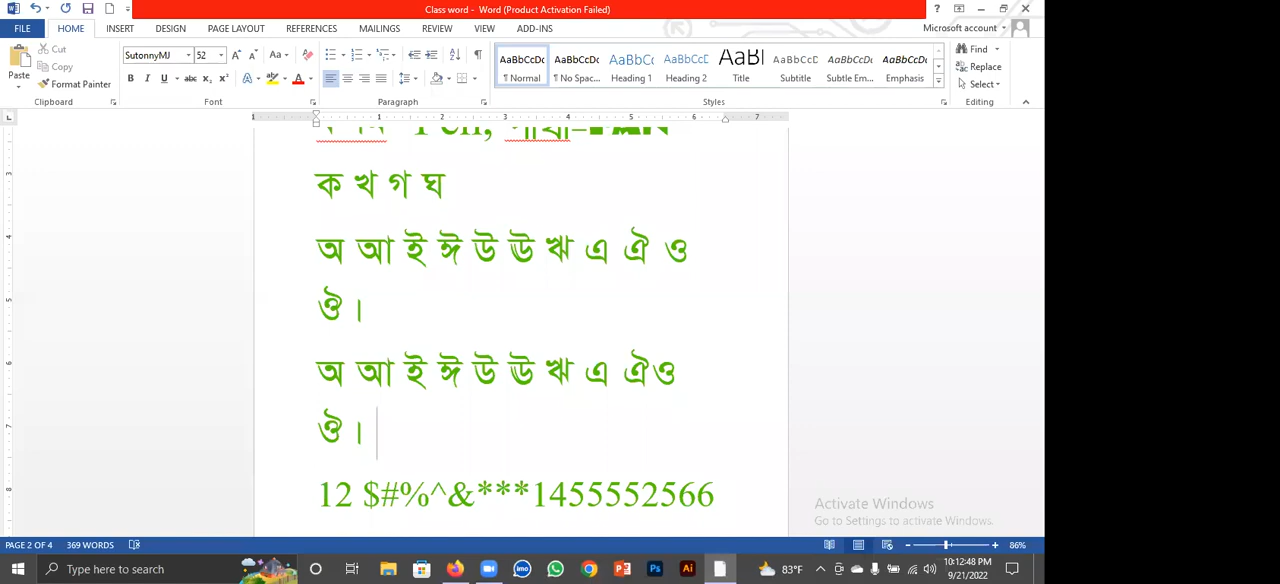 Class word - Word (Product Activation Failed)
FILE HOME INSERT DESIGN PAGE LAYOUT REFERENCES MAILINGS REVIEW VIEW ADD-INS Microsoft account
Paste
Cut
Copy
Format Painter
SutonnyMJ 52
AaBbCcDc AaBbCcDc AaBbCc AaBbCcD AaBl AaBbCcD AaBbCcDc AaBbCcDc
¶ Normal ¶ No Spac... Heading 1 Heading 2 Title Subtitle Subtle Em... Emphasis
Find
Replace
Select
Clipboard Font Paragraph Styles Editing
ক খ গ ঘ
অ আ ই ঈ উ ঊ ঋ এ ঐ ও
ঔ ।
অ আ ই ঈ উ ঊ ঋ এ ঐও
ঔ ।
12 $#%^&***1455552566
Activate Windows
Go to Settings to activate Windows.
PAGE 2 OF 4 369 WORDS 86%
Type here to search
83°F
10:12:48 PM
9/21/2022